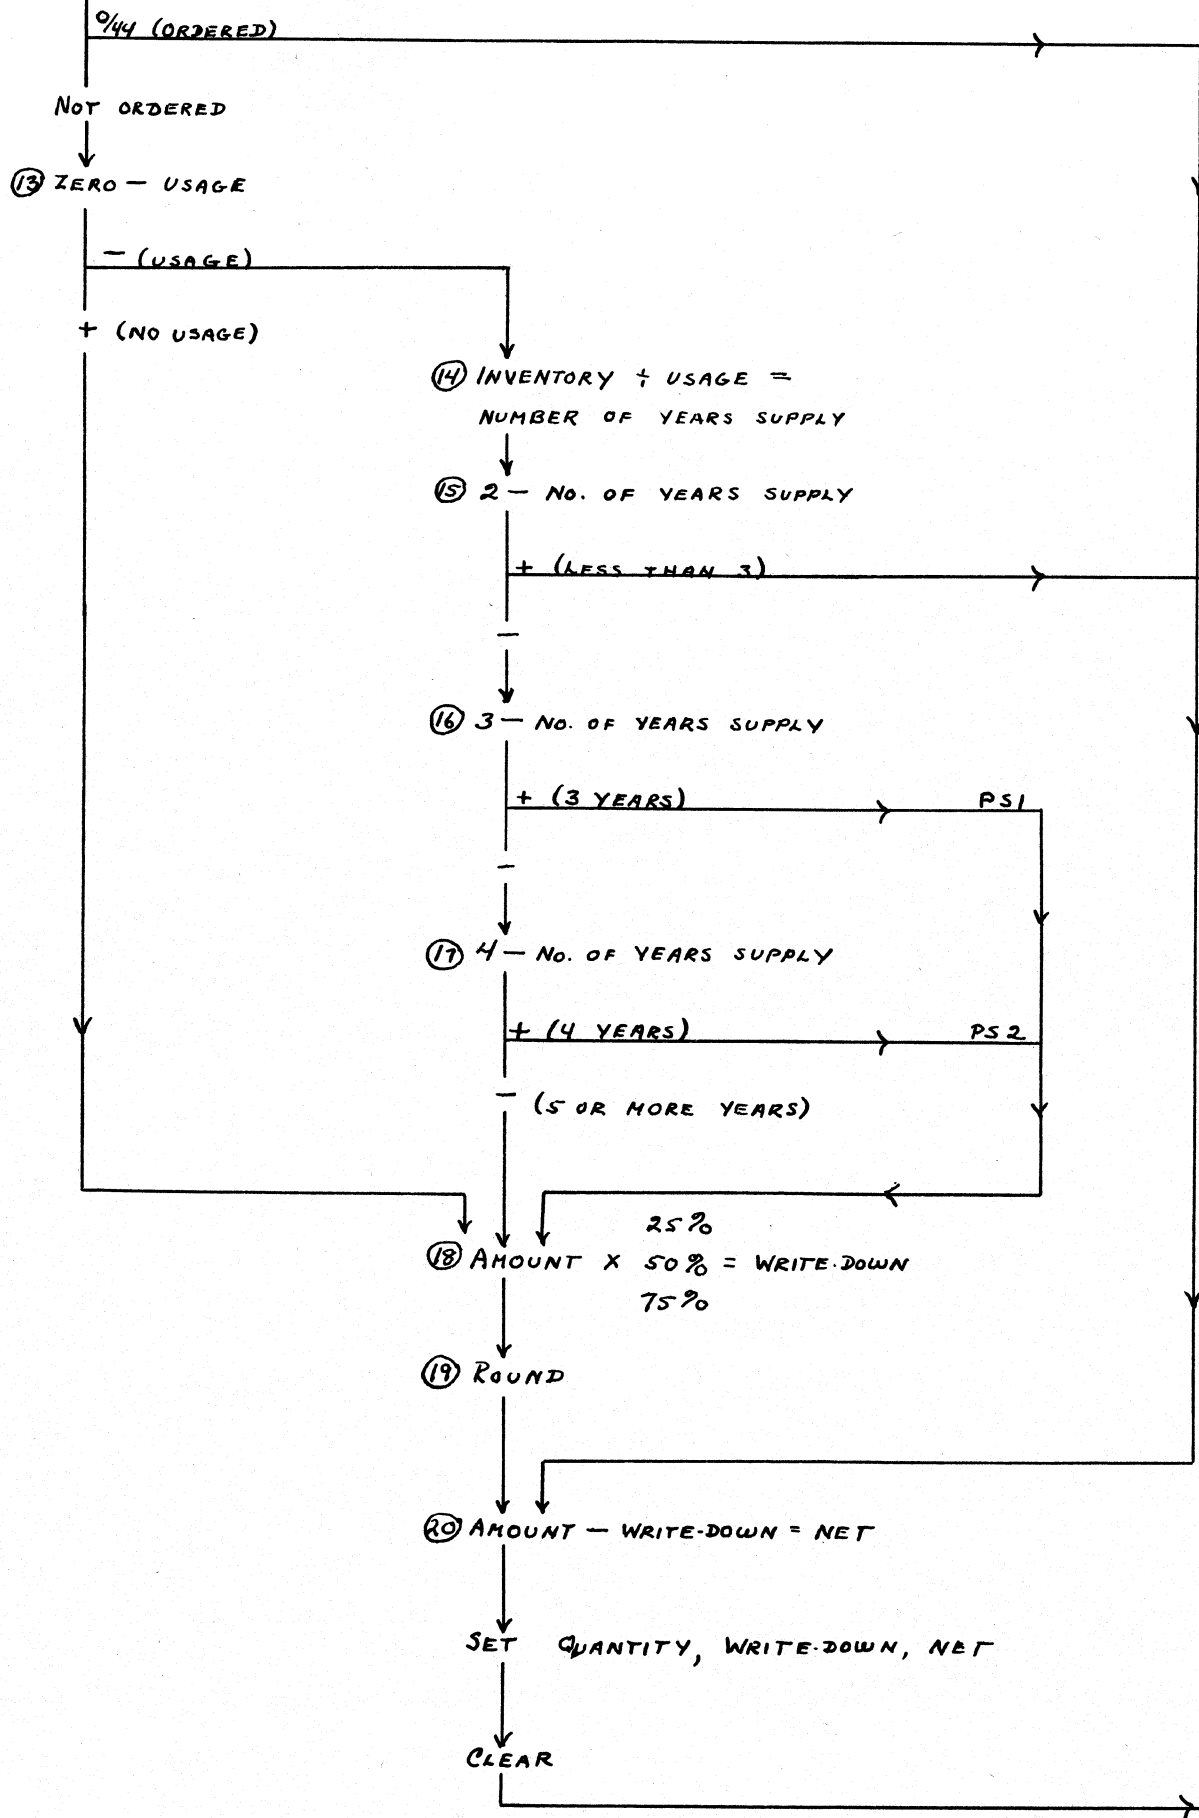 0/44 (ORDERED)
NOT ORDERED
13 ZERO — USAGE
— (USAGE)
+ (NO USAGE)
14 INVENTORY ÷ USAGE =
NUMBER OF YEARS SUPPLY
15 2 — NO. OF YEARS SUPPLY
+ (LESS THAN 3)
—
16 3 — NO. OF YEARS SUPPLY
+ (3 YEARS) PS1
—
17 4 — NO. OF YEARS SUPPLY
+ (4 YEARS) PS2
— (5 OR MORE YEARS)
25%
18 AMOUNT X 50% = WRITE-DOWN
75%
19 ROUND
20 AMOUNT — WRITE-DOWN = NET
SET QUANTITY, WRITE-DOWN, NET
CLEAR